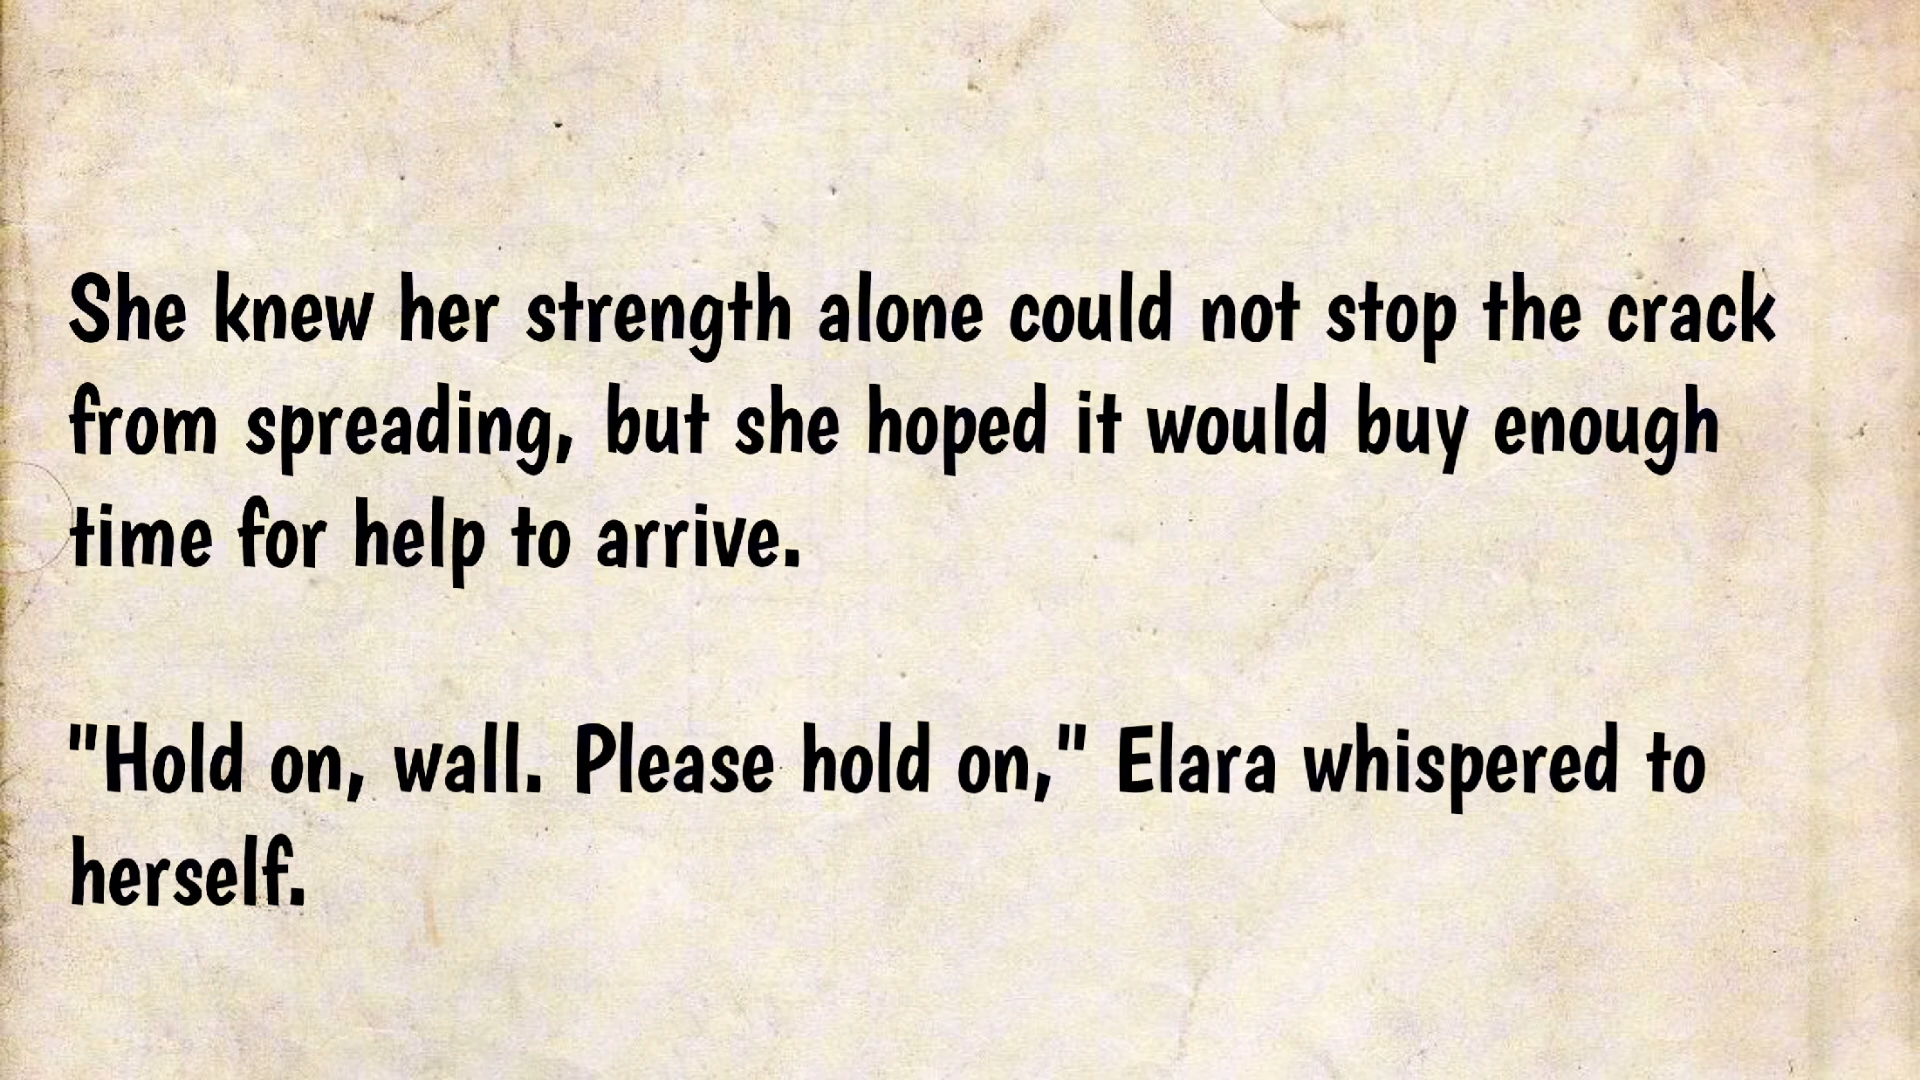 She knew her strength alone could not stop the crack
from spreading, but she hoped it would buy enough
time for help to arrive.
"Hold on, wall. Please hold on," Elara whispered to
herself.